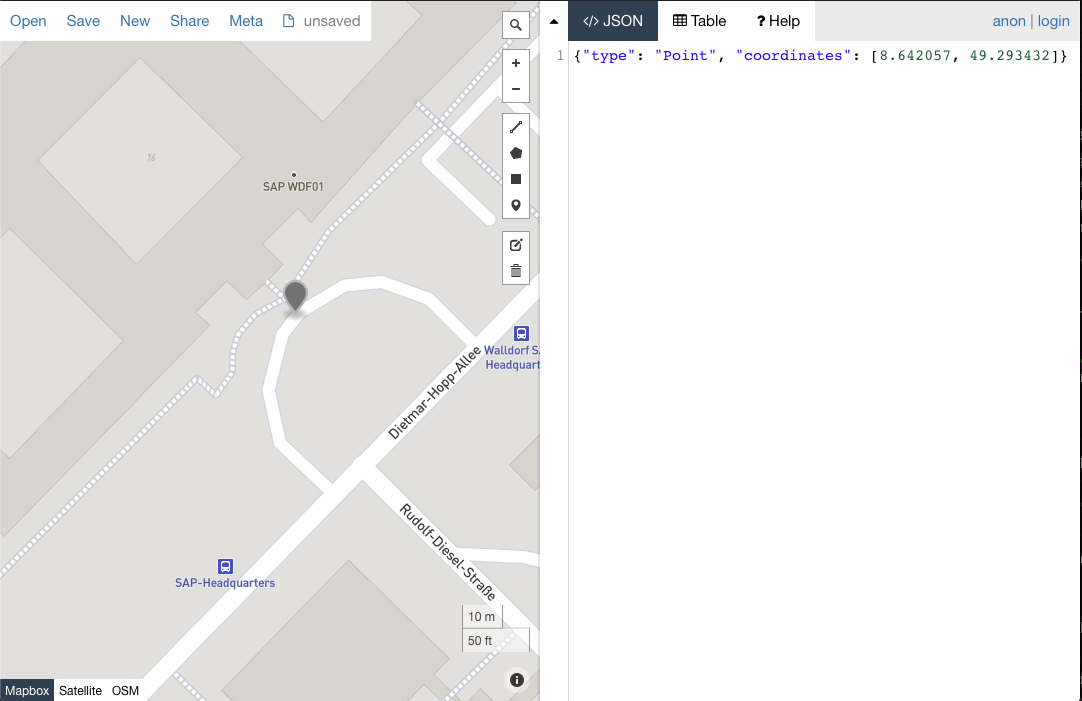 Open Save New Share Meta unsaved
</> JSON Table ? Help anon | login
1 {"type": "Point", "coordinates": [8.642057, 49.293432]}
16
SAP WDF01
Walldorf S
Headquart
Dietmar-Hopp-Allee
Rudolf-Diesel-Straße
SAP-Headquarters
10 m
50 ft
Mapbox Satellite OSM